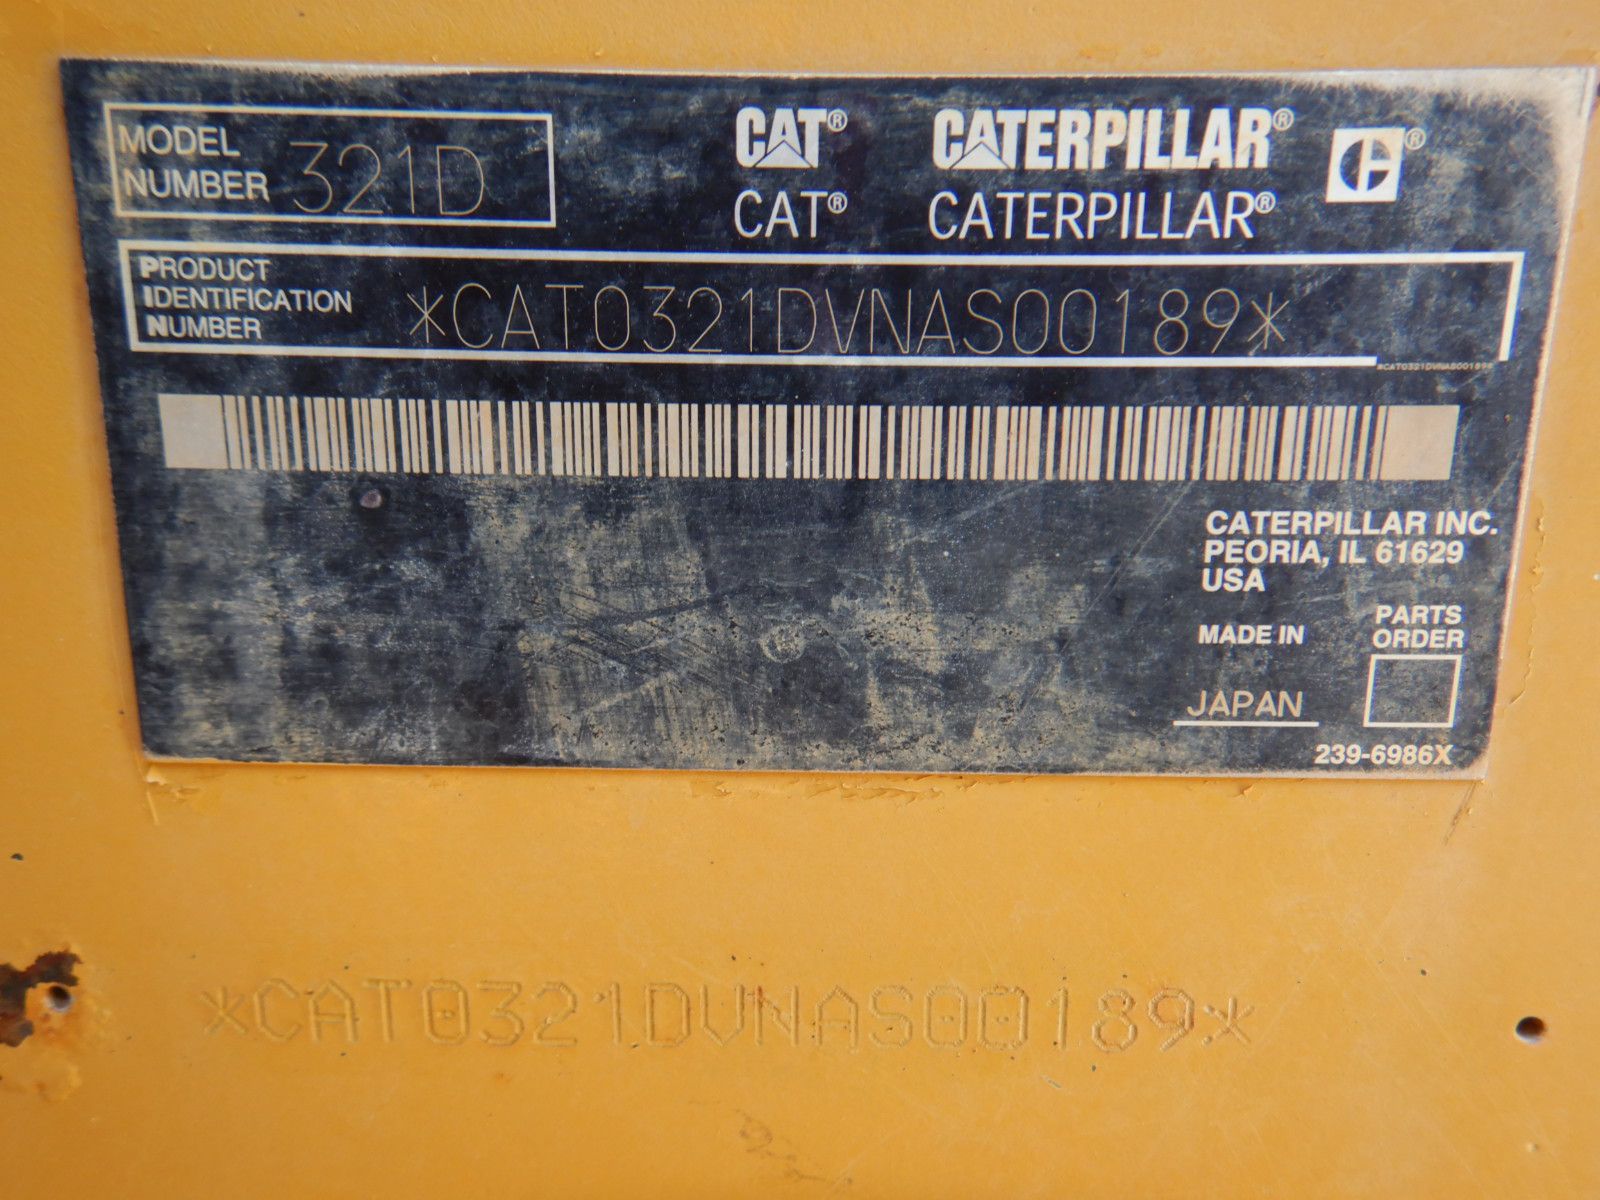 MODEL
NUMBER 321D
CAT® CATERPILLAR® ®
CAT® CATERPILLAR®
PRODUCT
IDENTIFICATION
NUMBER
*CAT0321DVNAS00189*
*CAT0321DVNAS00189*
CATERPILLAR INC.
PEORIA, IL 61629
USA
MADE IN
JAPAN
PARTS
ORDER
239-6986X
*CAT0321DVNAS00189*